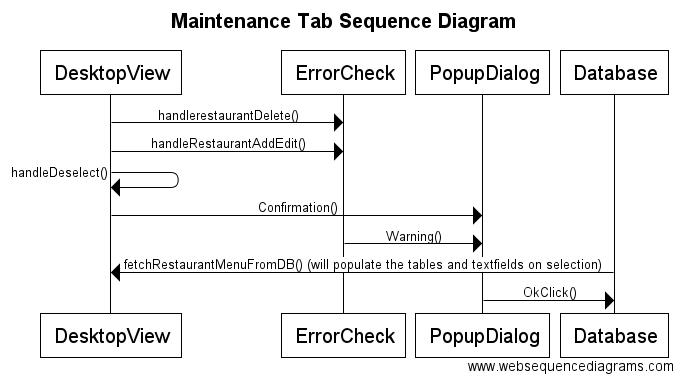 Maintenance Tab Sequence Diagram
DesktopView ErrorCheck PopupDialog Database
handlerestaurantDelete()
handleRestaurantAddEdit()
handleDeselect()
Confirmation()
Warning()
fetchRestaurantMenuFromDB() (will populate the tables and textfields on selection)
OkClick()
DesktopView ErrorCheck PopupDialog Database
www.websequencediagrams.com